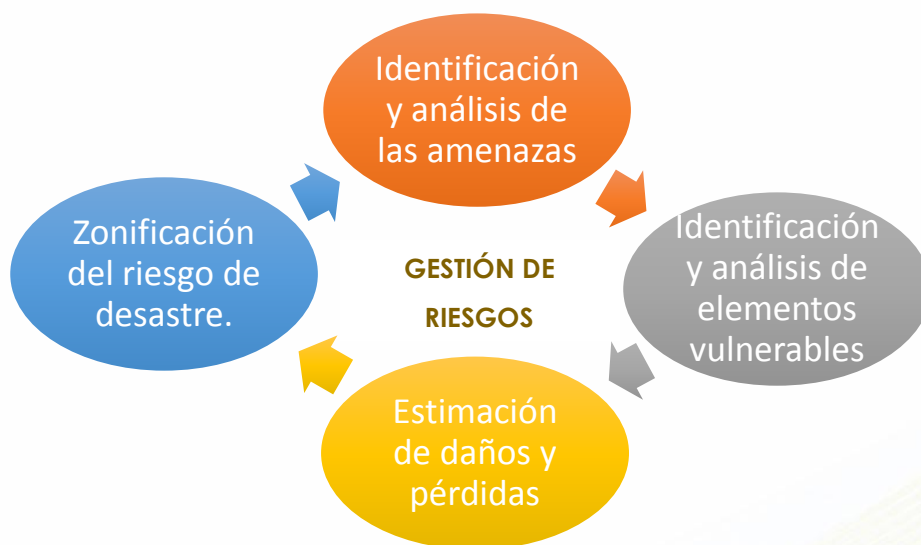 Identificación
y análisis de
las amenazas
Identificación
y análisis de
elementos
vulnerables
Estimación
de daños y
pérdidas
Zonificación
del riesgo de
desastre.
GESTIÓN DE
RIESGOS